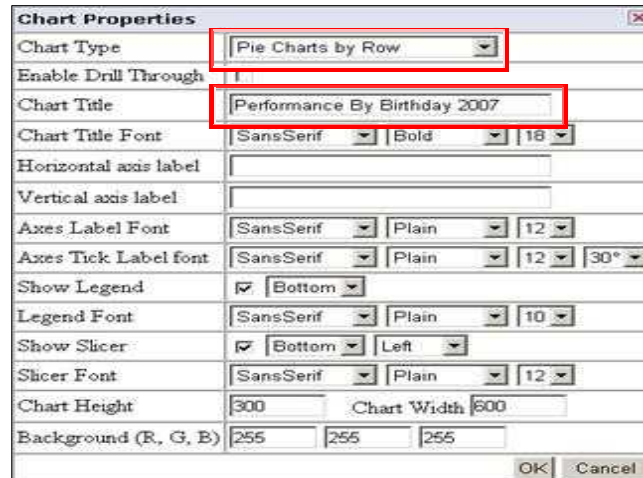 Chart Properties
Chart Type Pie Charts by Row
Enable Drill Through
Chart Title Performance By Birthday 2007
Chart Title Font SansSerif Bold 18
Horizontal axis label
Vertical axis label
Axes Label Font SansSerif Plain 12
Axes Tick Label font SansSerif Plain 12 30°
Show Legend Bottom
Legend Font SansSerif Plain 10
Show Slicer Bottom Left
Slicer Font SansSerif Plain 12
Chart Height 300 Chart Width 600
Background (R, G, B) 255 255 255
OK Cancel